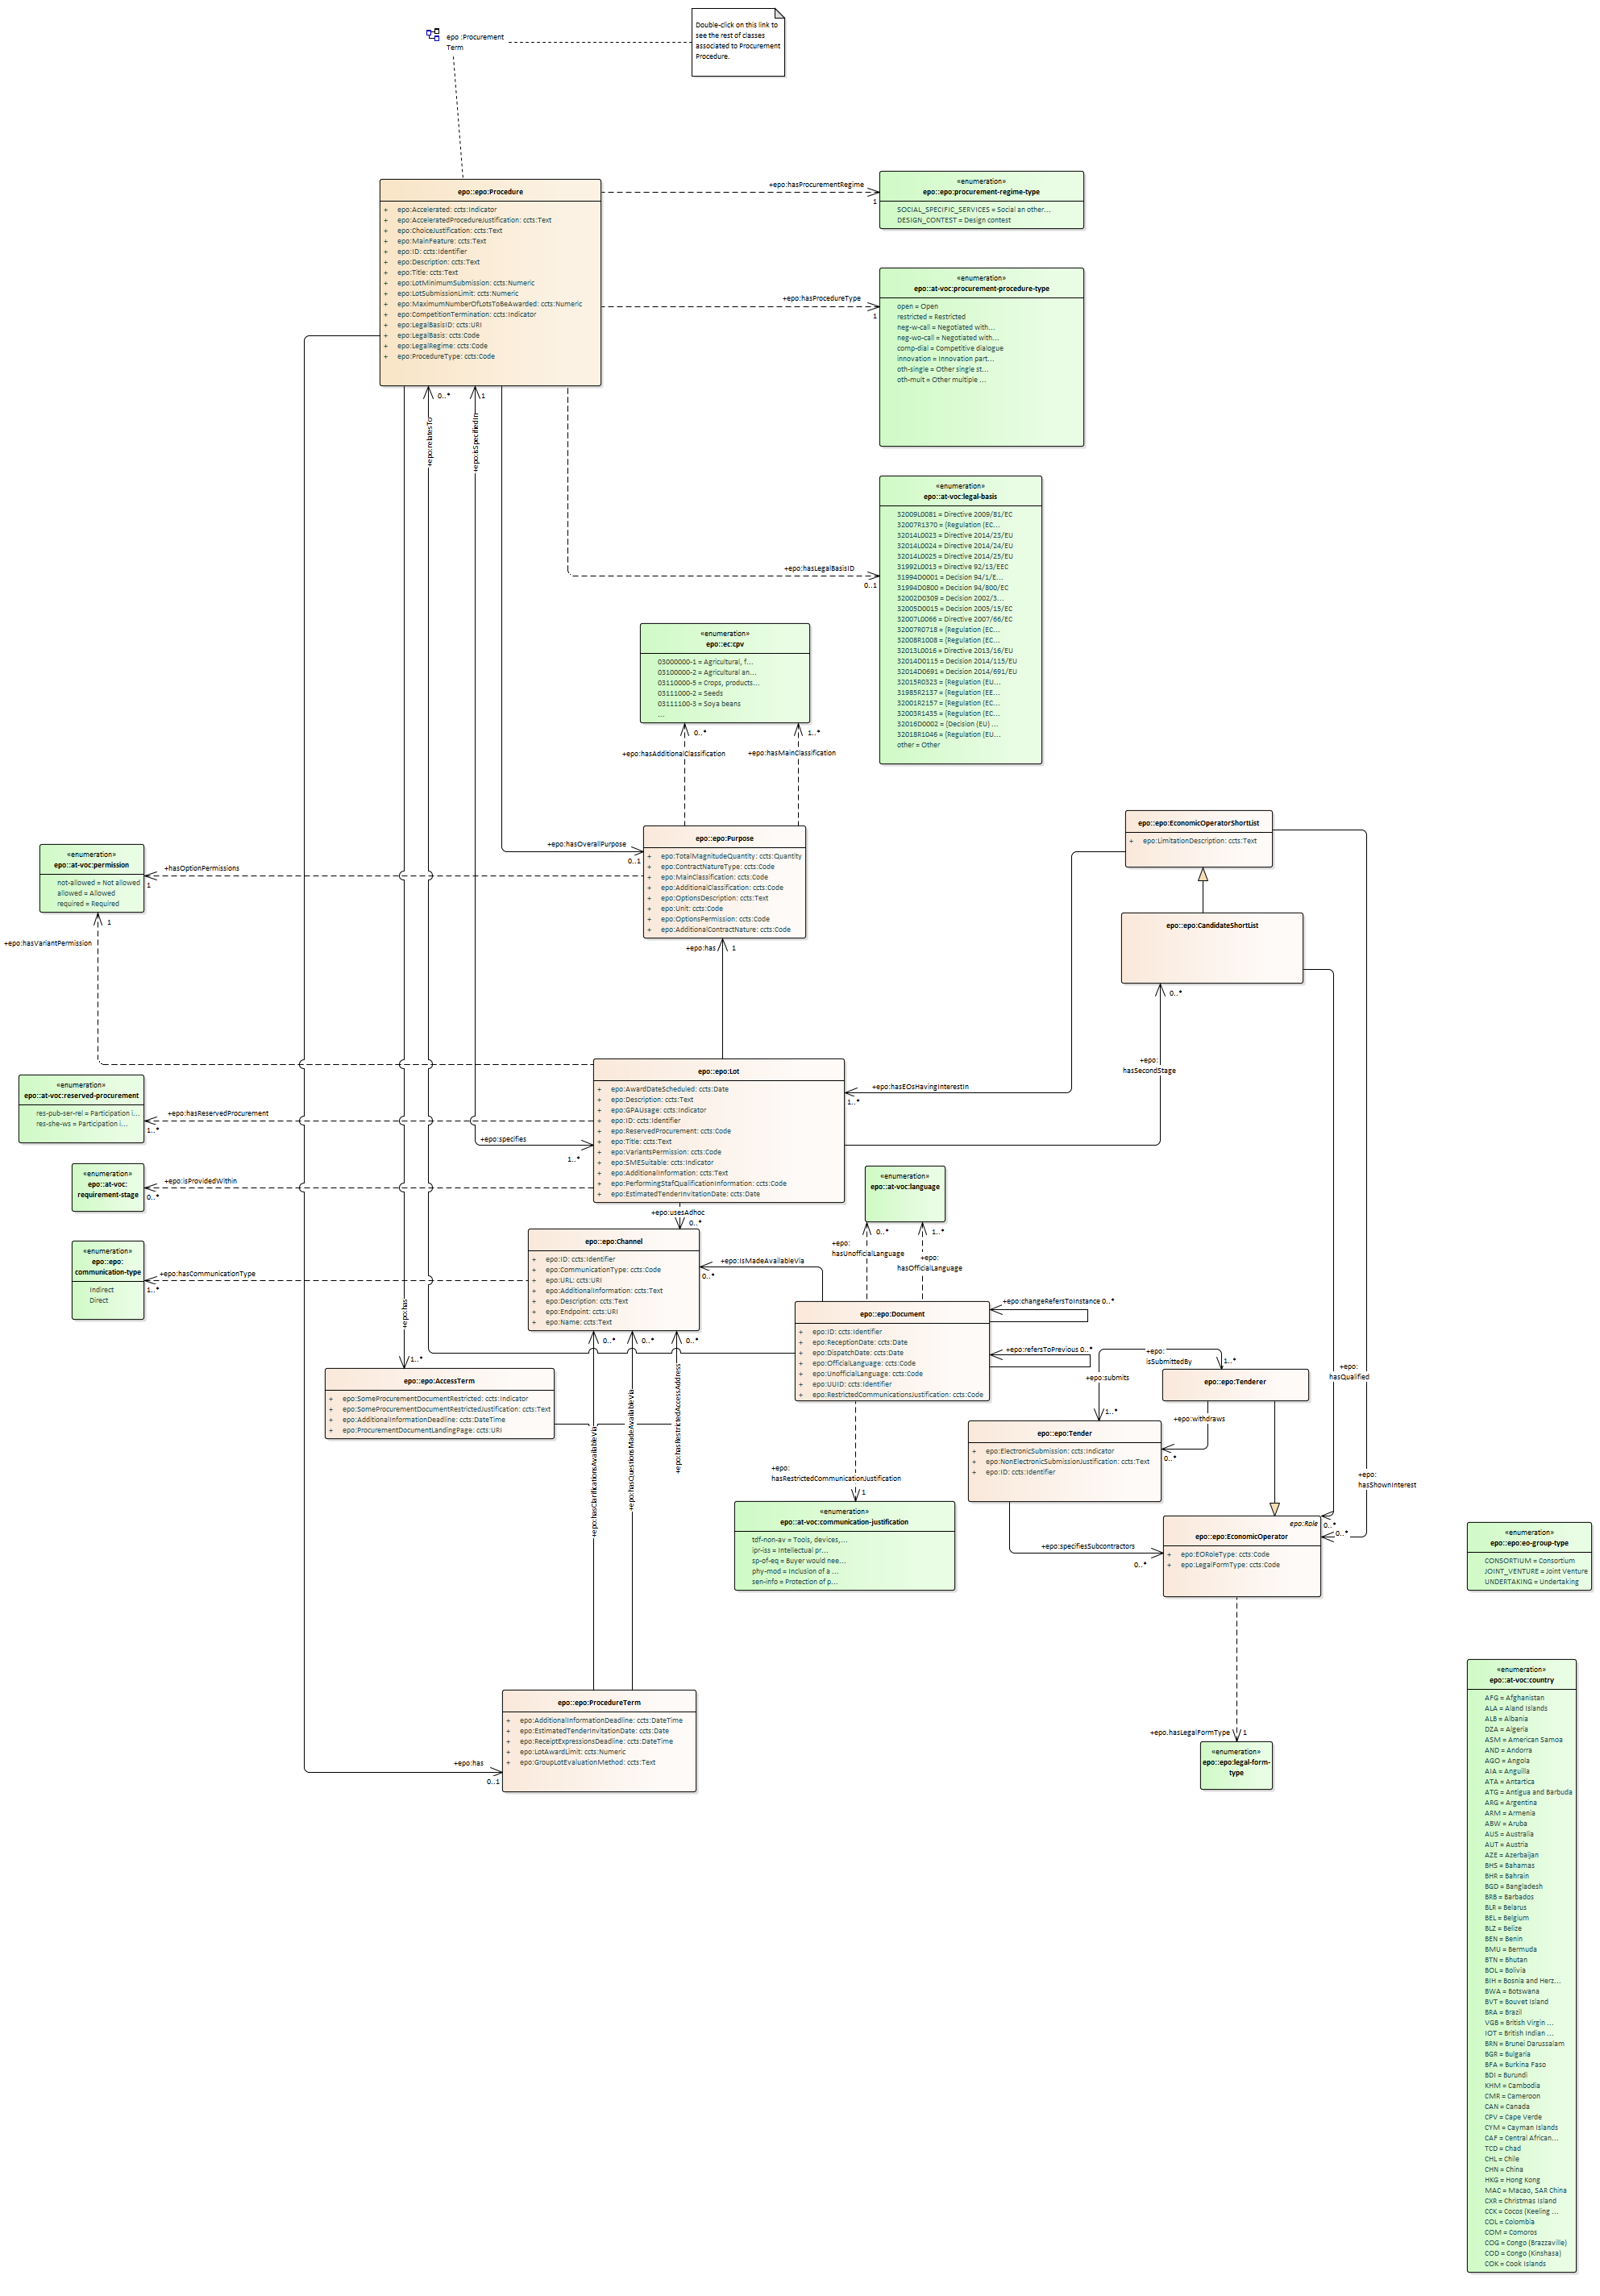 epo :Procurement
Term
Double-click on this link to
see the rest of classes
associated to Procurement
Procedure.
epo::epo:Procedure
+ epo:Accelerated: ccts:Indicator
+ epo:AcceleratedProcedureJustification: ccts:Text
+ epo:ChoiceJustification: ccts:Text
+ epo:MainFeature: ccts:Text
+ epo:ID: ccts:Identifier
+ epo:Description: ccts:Text
+ epo:Title: ccts:Text
+ epo:LotMinimumSubmission: ccts:Numeric
+ epo:LotSubmissionLimit: ccts:Numeric
+ epo:MaximumNumberOfLotsToBeAwarded: ccts:Numeric
+ epo:CompetitionTermination: ccts:Indicator
+ epo:LegalBasisID: ccts:URI
+ epo:LegalBasis: ccts:Code
+ epo:LegalRegime: ccts:Code
+ epo:ProcedureType: ccts:Code
+epo:hasProcurementRegime
1
«enumeration»
epo::epo:procurement-regime-type
SOCIAL_SPECIFIC_SERVICES = Social an other...
DESIGN_CONTEST = Design contest
+epo:hasProcedureType
1
«enumeration»
epo::at-voc:procurement-procedure-type
open = Open
restricted = Restricted
neg-w-call = Negotiated with...
neg-wo-call = Negotiated with...
comp-dial = Competitive dialogue
innovation = Innovation part...
oth-single = Other single st...
oth-mult = Other multiple ...
0..*
1
+epo:relatesTo
+epo:isSpecifiedIn
+epo:hasLegalBasisID
0..1
«enumeration»
epo::at-voc:legal-basis
32009L0081 = Directive 2009/81/EC
32007R1370 = (Regulation (EC...
32014L0023 = Directive 2014/23/EU
32014L0024 = Directive 2014/24/EU
32014L0025 = Directive 2014/25/EU
31992L0013 = Directive 92/13/EEC
31994D0001 = Decision 94/1/E...
31994D0800 = Decision 94/800/EC
32002D0309 = Decision 2002/3...
32005D0015 = Decision 2005/15/EC
32007L0066 = Directive 2007/66/EC
32007R0718 = (Regulation (EC...
32008R1008 = (Regulation (EC...
32013L0016 = Directive 2013/16/EU
32014D0115 = Decision 2014/115/EU
32014D0691 = Decision 2014/691/EU
32015R0323 = (Regulation (EU...
31985R2137 = (Regulation (EE...
32001R2157 = (Regulation (EC...
32003R1435 = (Regulation (EC...
32016D0002 = (Decision (EU) ...
32018R1046 = (Regulation (EU...
other = Other
«enumeration»
epo::ec:cpv
03000000-1 = Agricultural, f...
03100000-2 = Agricultural an...
03110000-5 = Crops, products...
03111000-2 = Seeds
03111100-3 = Soya beans
...
0..*
1..*
+epo:hasAdditionalClassification
+epo:hasMainClassification
epo::epo:Purpose
+ epo:TotalMagnitudeQuantity: ccts:Quantity
+ epo:ContractNatureType: ccts:Code
+ epo:MainClassification: ccts:Code
+ epo:AdditionalClassification: ccts:Code
+ epo:OptionsDescription: ccts:Text
+ epo:Unit: ccts:Code
+ epo:OptionsPermission: ccts:Code
+ epo:AdditionalContractNature: ccts:Code
+epo:hasOverallPurpose
0..1
+epo:has 1
«enumeration»
epo::at-voc:permission
not-allowed = Not allowed
allowed = Allowed
required = Required
+hasOptionPermissions
1
1
+epo:hasVariantPermission
epo::epo:EconomicOperatorShortList
+ epo:LimitationDescription: ccts:Text
epo::epo:CandidateShortList
0..*
+epo:
hasSecondStage
+epo:hasEOsHavingInterestIn
1..*
epo::epo:Lot
+ epo:AwardDateScheduled: ccts:Date
+ epo:Description: ccts:Text
+ epo:GPAUsage: ccts:Indicator
+ epo:ID: ccts:Identifier
+ epo:ReservedProcurement: ccts:Code
+ epo:Title: ccts:Text
+ epo:VariantsPermission: ccts:Code
+ epo:SMESuitable: ccts:Indicator
+ epo:AdditionalInformation: ccts:Text
+ epo:PerformingStafQualificationInformation: ccts:Code
+ epo:EstimatedTenderInvitationDate: ccts:Date
+epo:specifies
1..*
«enumeration»
epo::at-voc:reserved-procurement
res-pub-ser-rel = Participation i...
res-she-ws = Participation i...
+epo:hasReservedProcurement
1..*
«enumeration»
epo::at-voc:
requirement-stage
+epo:isProvidedWithin
0..*
«enumeration»
epo::epo:
communication-type
Indirect
Direct
+epo:hasCommunicationType
1..*
+epo:usesAdhoc
0..*
epo::epo:Channel
+ epo:ID: ccts:Identifier
+ epo:CommunicationType: ccts:Code
+ epo:URL: ccts:URI
+ epo:AdditionalInformation: ccts:Text
+ epo:Description: ccts:Text
+ epo:Endpoint: ccts:URI
+ epo:Name: ccts:Text
0..*
0..*
0..*
+epo:IsMadeAvailableVia
0..*
«enumeration»
epo::at-voc:language
0..*
1..*
+epo:
hasUnofficialLanguage
+epo:
hasOfficialLanguage
epo::epo:Document
+ epo:ID: ccts:Identifier
+ epo:ReceptionDate: ccts:Date
+ epo:DispatchDate: ccts:Date
+ epo:OfficialLanguage: ccts:Code
+ epo:UnofficialLanguage: ccts:Code
+ epo:UUID: ccts:Identifier
+ epo:RestrictedCommunicationsJustification: ccts:Code
+epo:changeRefersToInstance 0..*
+epo:refersToPrevious 0..*
+epo:has
1..*
epo::epo:AccessTerm
+ epo:SomeProcurementDocumentRestricted: ccts:Indicator
+ epo:SomeProcurementDocumentRestrictedJustification: ccts:Text
+ epo:AdditionalInformationDeadline: ccts:DateTime
+ epo:ProcurementDocumentLandingPage: ccts:URI
+epo:hasClarificationsAvailableVia
+epo:hasQuestionsMadeAvailableVia
+epo:hasRestrictedAccessAddress
+epo:
isSubmittedBy
1..*
+epo:submits
1..*
epo::epo:Tenderer
+epo:withdraws
0..*
epo::epo:Tender
+ epo:ElectronicSubmission: ccts:Indicator
+ epo:NonElectronicSubmissionJustification: ccts:Text
+ epo:ID: ccts:Identifier
+epo:
hasQualified
+epo:
hasShownInterest
+epo:
hasRestrictedCommunicationJustification
1
«enumeration»
epo::at-voc:communication-justification
tdf-non-av = Tools, devices,...
ipr-iss = Intellectual pr...
sp-of-eq = Buyer would nee...
phy-mod = Inclusion of a ...
sen-info = Protection of p...
+epo:specifiesSubcontractors
0..*
epo:Role
epo::epo:EconomicOperator
+ epo:EORoleType: ccts:Code
+ epo:LegalFormType: ccts:Code
0..*
0..*
«enumeration»
epo::epo:eo-group-type
CONSORTIUM = Consortium
JOINT_VENTURE = Joint Venture
UNDERTAKING = Undertaking
+epo.hasLegalFormType 1
«enumeration»
epo::epo:legal-form-
type
epo::epo:ProcedureTerm
+ epo:AdditionalInformationDeadline: ccts:DateTime
+ epo:EstimatedTenderInvitationDate: ccts:Date
+ epo:ReceiptExpressionsDeadline: ccts:DateTime
+ epo:LotAwardLimit: ccts:Numeric
+ epo:GroupLotEvaluationMethod: ccts:Text
+epo:has
0..1
«enumeration»
epo::at-voc:country
AFG = Afghanistan
ALA = Aland Islands
ALB = Albania
DZA = Algeria
ASM = American Samoa
AND = Andorra
AGO = Angola
AIA = Anguilla
ATA = Antartica
ATG = Antigua and Barbuda
ARG = Argentina
ARM = Armenia
ABW = Aruba
AUS = Australia
AUT = Austria
AZE = Azerbaijan
BHS = Bahamas
BHR = Bahrain
BGD = Bangladesh
BRB = Barbados
BLR = Belarus
BEL = Belgium
BLZ = Belize
BEN = Benin
BMU = Bermuda
BTN = Bhutan
BOL = Bolivia
BIH = Bosnia and Herz...
BWA = Botswana
BVT = Bouvet Island
BRA = Brazil
VGB = British Virgin ...
IOT = British Indian ...
BRN = Brunei Darussalam
BGR = Bulgaria
BFA = Burkina Faso
BDI = Burundi
KHM = Cambodia
CMR = Cameroon
CAN = Canada
CPV = Cape Verde
CYM = Cayman Islands
CAF = Central African...
TCD = Chad
CHL = Chile
CHN = China
HKG = Hong Kong
MAC = Macao, SAR China
CXR = Christmas Island
CCK = Cocos (Keeling ...
COL = Colombia
COM = Comoros
COG = Congo (Brazzaville)
COD = Congo (Kinshasa)
COK = Cook Islands